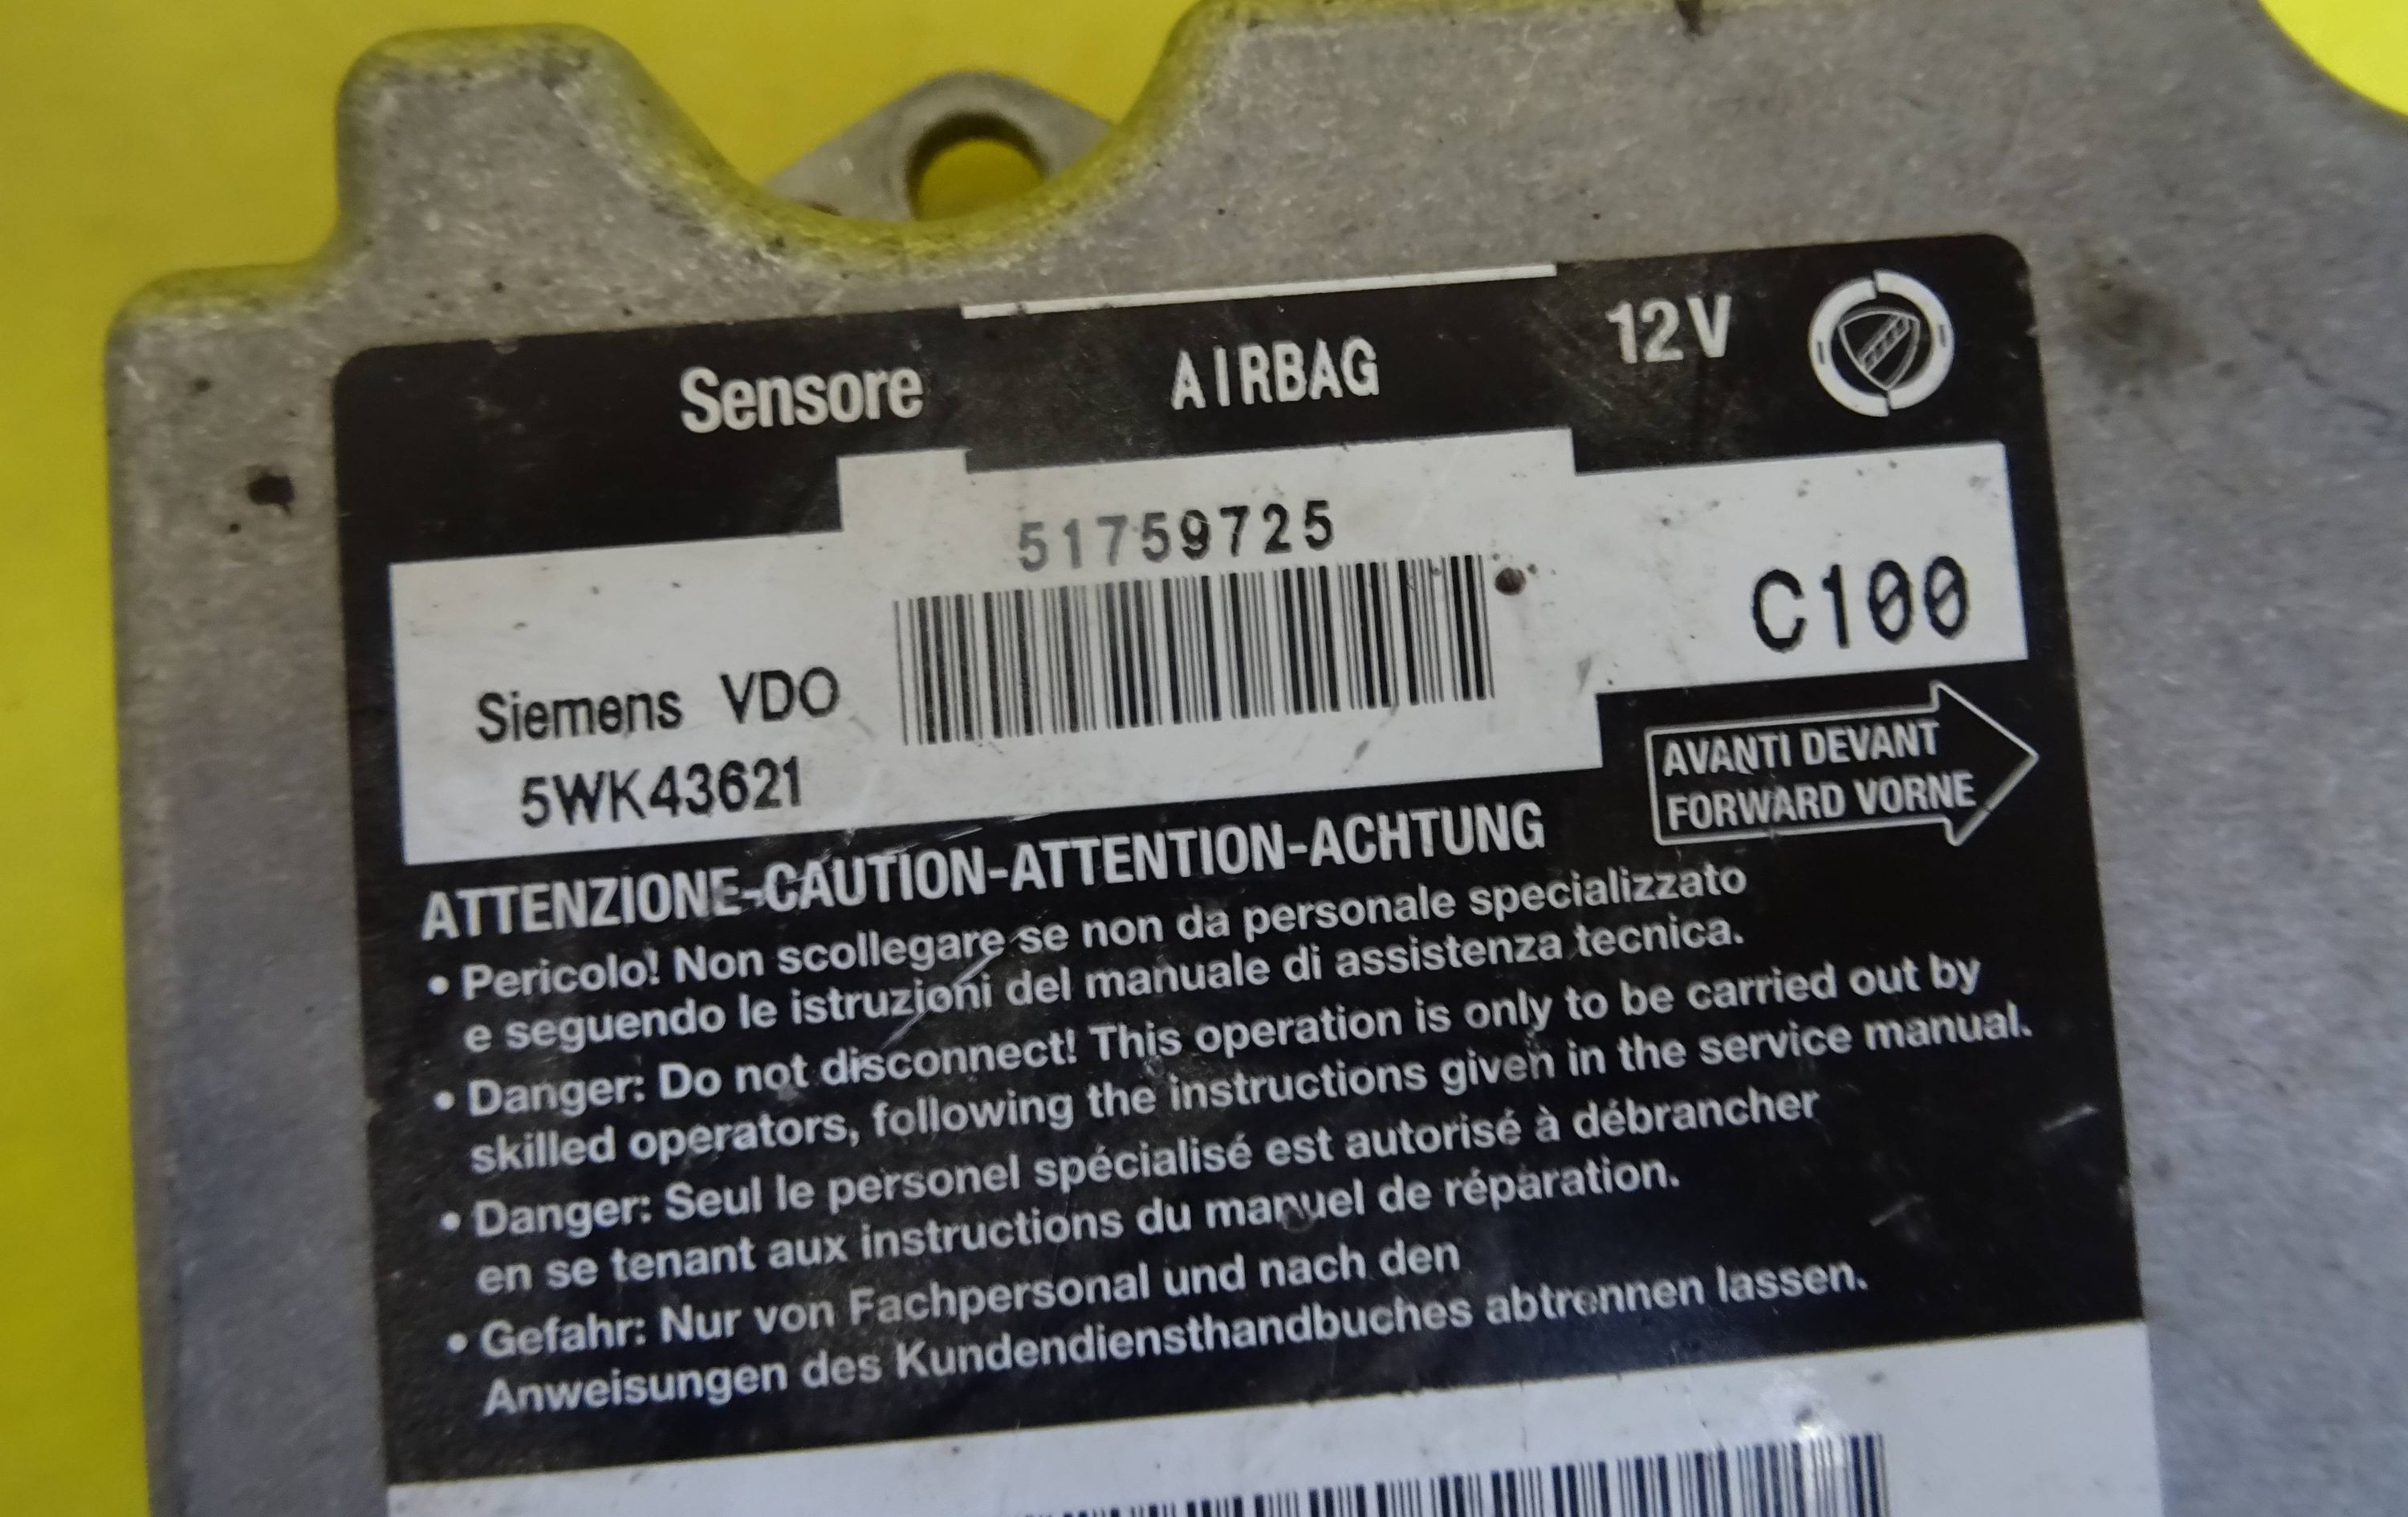 Sensore AIRBAG 12V
51759725
C100
Siemens VDO
5WK43621
AVANTI DEVANT
FORWARD VORNE
ATTENZIONE-CAUTION-ATTENTION-ACHTUNG
• Pericolo! Non scollegare se non da personale specializzato
e seguendo le istruzioni del manuale di assistenza tecnica.
• Danger: Do not disconnect! This operation is only to be carried out by
skilled operators, following the instructions given in the service manual.
• Danger: Seul le personel spécialisé est autorisé à débrancher
en se tenant aux instructions du manuel de réparation.
• Gefahr: Nur von Fachpersonal und nach den
Anweisungen des Kundendiensthandbuches abtrennen lassen.